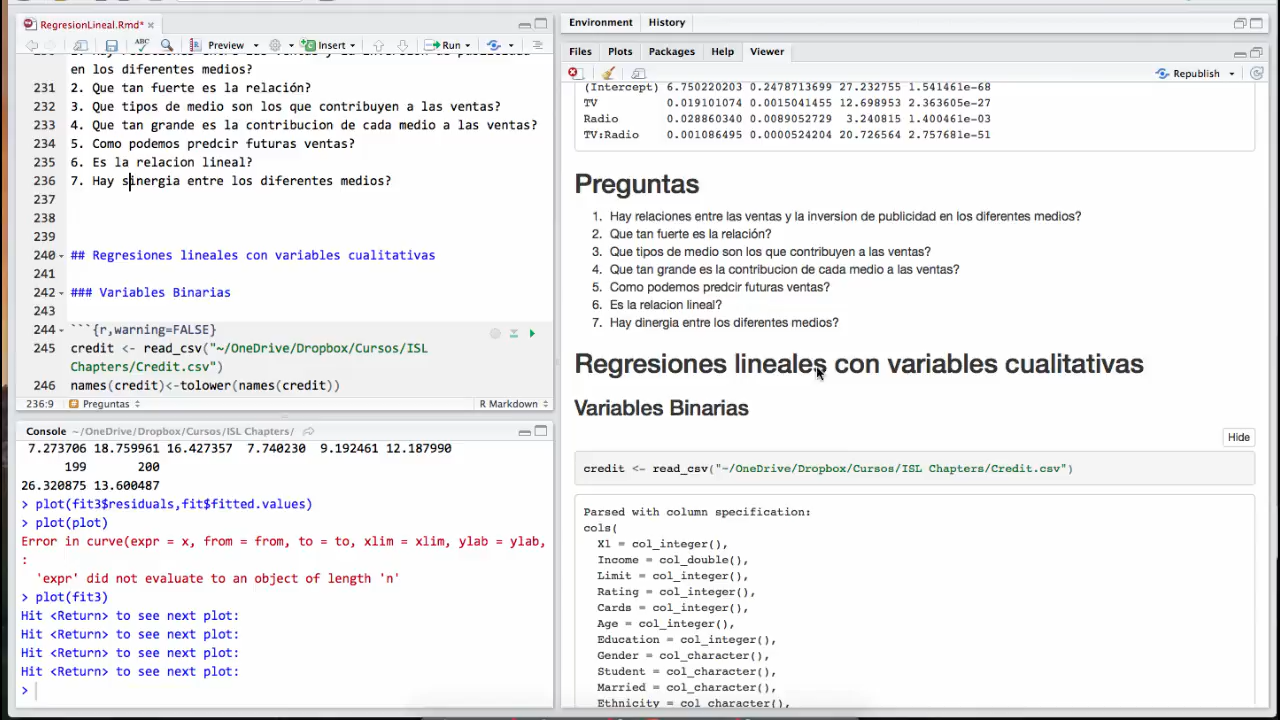 RegresionLineal.Rmd*
Preview
Insert
Run
en los diferentes medios?
231 2. Que tan fuerte es la relación?
232 3. Que tipos de medio son los que contribuyen a las ventas?
233 4. Que tan grande es la contribucion de cada medio a las ventas?
234 5. Como podemos predcir futuras ventas?
235 6. Es la relacion lineal?
236 7. Hay sinergia entre los diferentes medios?
237
238
239
240 ## Regresiones lineales con variables cualitativas
241
242 ### Variables Binarias
243
244 ```{r,warning=FALSE}
245 credit <- read_csv("~/OneDrive/Dropbox/Cursos/ISL
Chapters/Credit.csv")
246 names(credit)<-tolower(names(credit))
236:9 # Preguntas R Markdown
Console ~/OneDrive/Dropbox/Cursos/ISL Chapters/
7.273706 18.759961 16.427357 7.740230 9.192461 12.187990
199 200
26.320875 13.600487
> plot(fit3$residuals,fit$fitted.values)
> plot(plot)
Error in curve(expr = x, from = from, to = to, xlim = xlim, ylab = ylab,
:
'expr' did not evaluate to an object of length 'n'
> plot(fit3)
Hit <Return> to see next plot:
Hit <Return> to see next plot:
Hit <Return> to see next plot:
Hit <Return> to see next plot:
>
Environment History
Files Plots Packages Help Viewer
Republish
(Intercept) 6.750220203 0.2478713699 27.232755 1.541461e-68
TV 0.019101074 0.0015041455 12.698953 2.363605e-27
Radio 0.028860340 0.0089052729 3.240815 1.400461e-03
TV:Radio 0.001086495 0.0000524204 20.726564 2.757681e-51
Preguntas
1. Hay relaciones entre las ventas y la inversion de publicidad en los diferentes medios?
2. Que tan fuerte es la relación?
3. Que tipos de medio son los que contribuyen a las ventas?
4. Que tan grande es la contribucion de cada medio a las ventas?
5. Como podemos predcir futuras ventas?
6. Es la relacion lineal?
7. Hay dinergia entre los diferentes medios?
Regresiones lineales con variables cualitativas
Variables Binarias
Hide
credit <- read_csv("~/OneDrive/Dropbox/Cursos/ISL Chapters/Credit.csv")
Parsed with column specification:
cols(
X1 = col_integer(),
Income = col_double(),
Limit = col_integer(),
Rating = col_integer(),
Cards = col_integer(),
Age = col_integer(),
Education = col_integer(),
Gender = col_character(),
Student = col_character(),
Married = col_character(),
Ethnicity = col_character(),